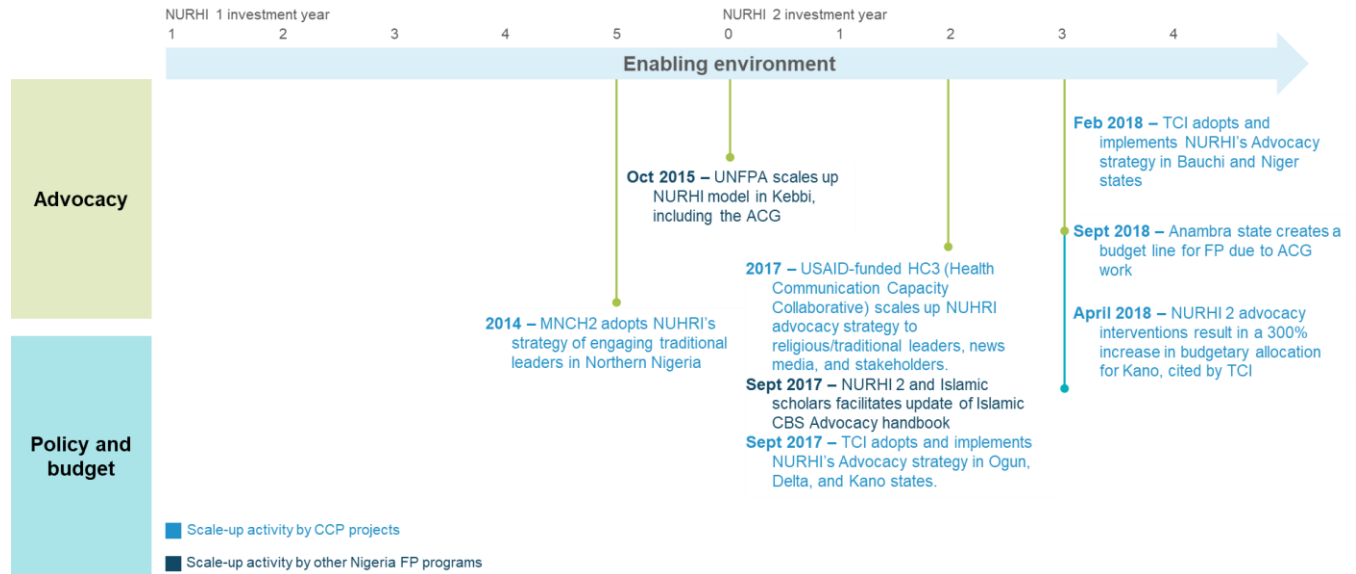 NURHI 1 investment year
NURHI 2 investment year
1 2 3 4 5 0 1 2 3 4
Enabling environment
Advocacy
Policy and
budget
2014 – MNCH2 adopts NUHRI's
strategy of engaging traditional
leaders in Northern Nigeria
Oct 2015 – UNFPA scales up
NURHI model in Kebbi,
including the ACG
2017 – USAID-funded HC3 (Health
Communication Capacity
Collaborative) scales up NUHRI
advocacy strategy to
religious/traditional leaders, news
media, and stakeholders.
Sept 2017 – NURHI 2 and Islamic
scholars facilitates update of Islamic
CBS Advocacy handbook
Sept 2017 – TCI adopts and implements
NURHI's Advocacy strategy in Ogun,
Delta, and Kano states.
Feb 2018 – TCI adopts and
implements NURHI's Advocacy
strategy in Bauchi and Niger
states
Sept 2018 – Anambra state creates a
budget line for FP due to ACG
work
April 2018 – NURHI 2 advocacy
interventions result in a 300%
increase in budgetary allocation
for Kano, cited by TCI
Scale-up activity by CCP projects
Scale-up activity by other Nigeria FP programs